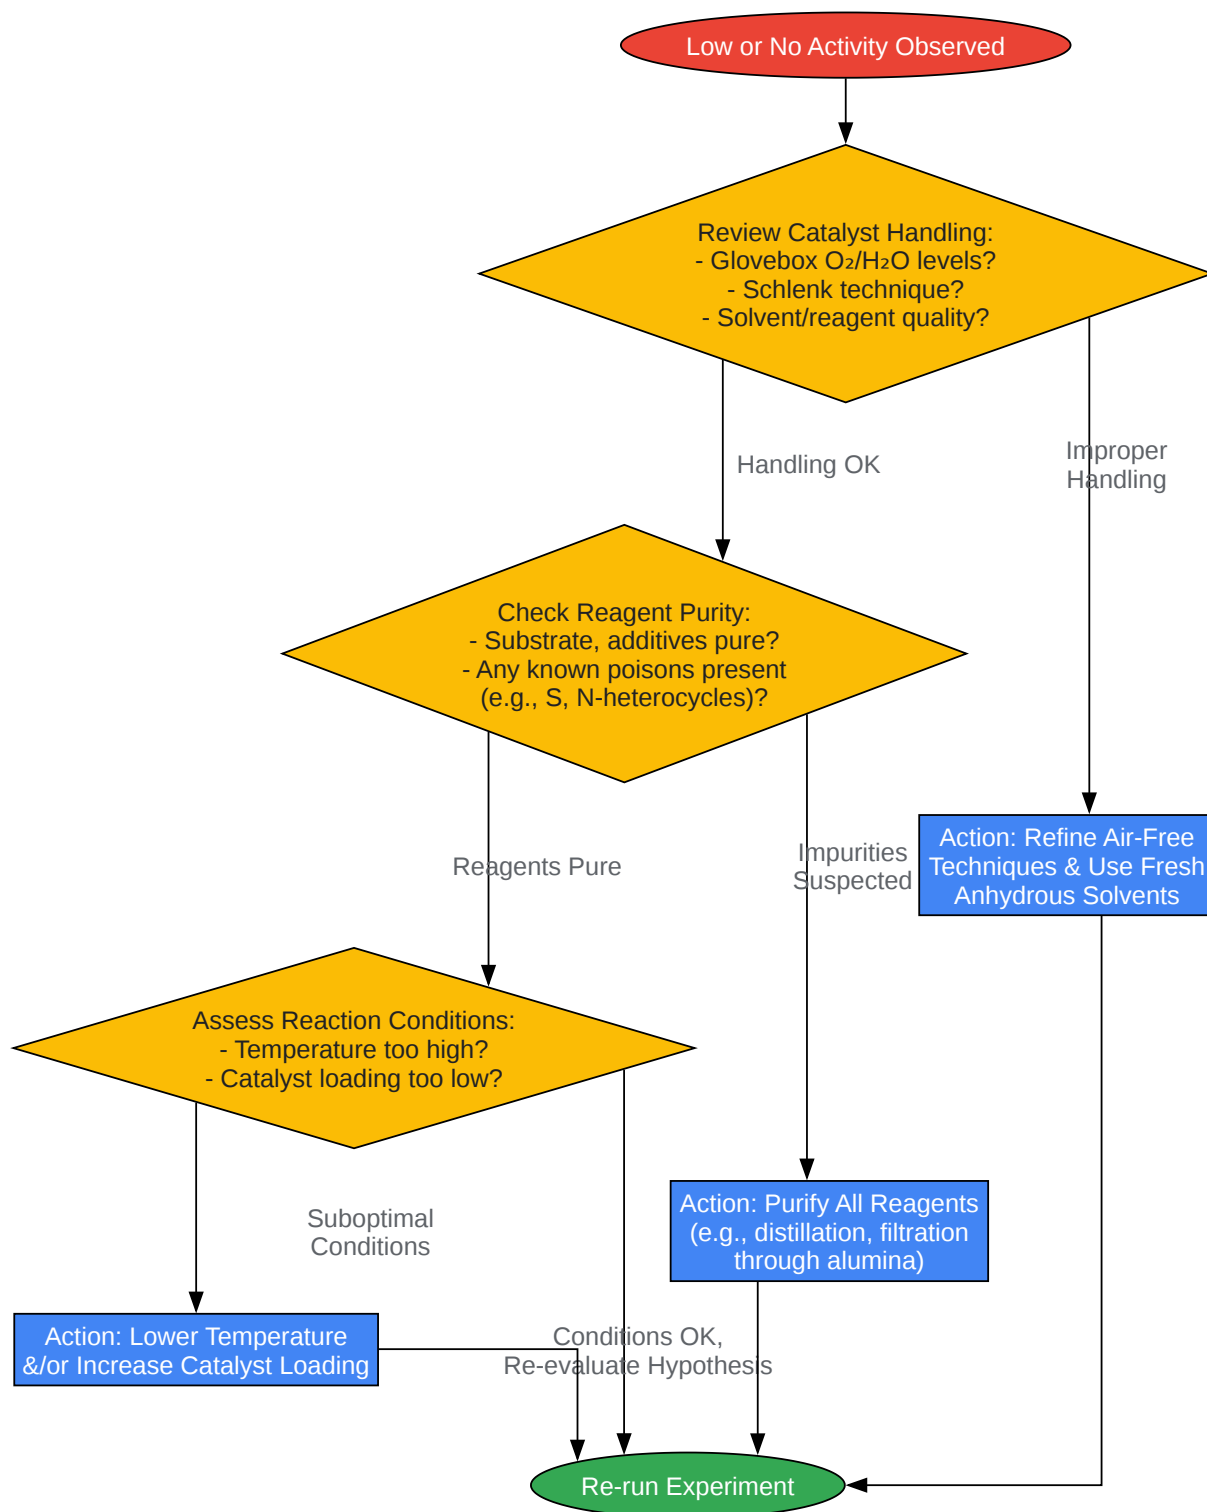 Low or No Activity Observed
Review Catalyst Handling:
- Glovebox O₂/H₂O levels?
- Schlenk technique?
- Solvent/reagent quality?
Handling OK
Improper
Handling
Check Reagent Purity:
- Substrate, additives pure?
- Any known poisons present
(e.g., S, N-heterocycles)?
Reagents Pure
Impurities
Suspected
Action: Refine Air-Free
Techniques & Use Fresh
Anhydrous Solvents
Assess Reaction Conditions:
- Temperature too high?
- Catalyst loading too low?
Suboptimal
Conditions
Action: Purify All Reagents
(e.g., distillation, filtration
through alumina)
Action: Lower Temperature
&/or Increase Catalyst Loading
Conditions OK,
Re-evaluate Hypothesis
Re-run Experiment